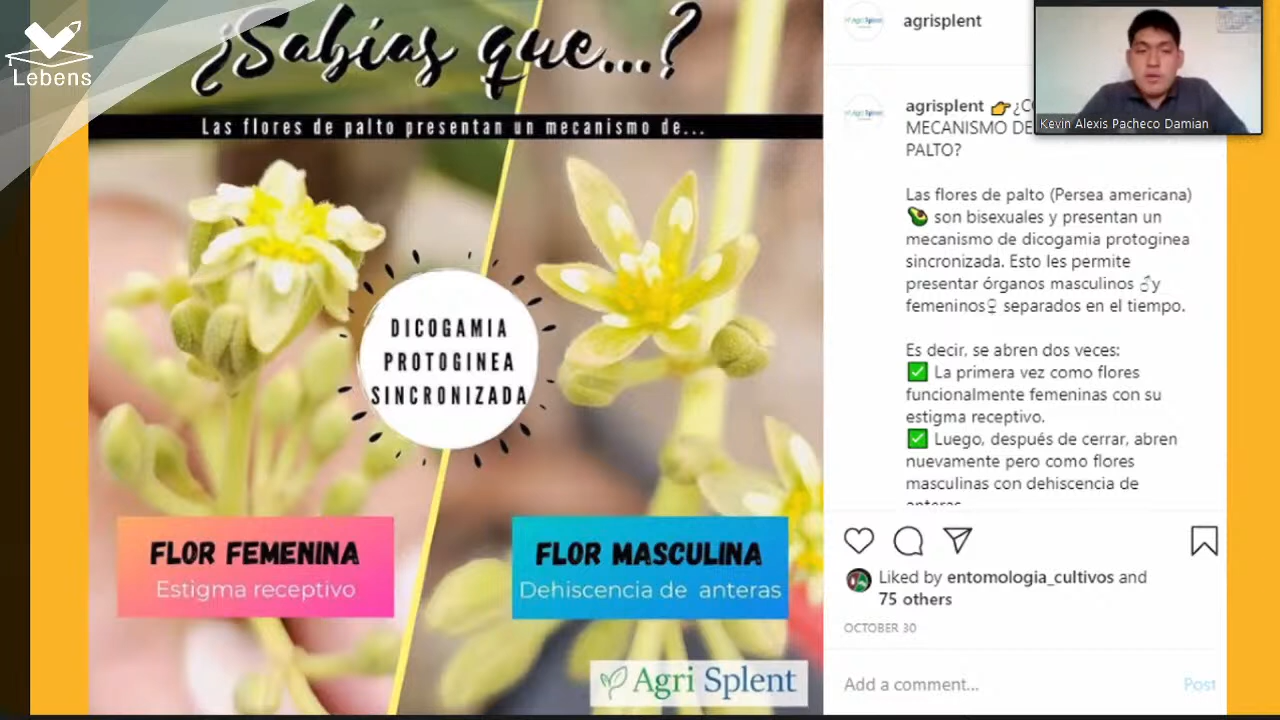 Lebens
¿Sabías que...?
Las flores de palto presentan un mecanismo de...
DICOGAMIA
PROTOGINEA
SINCRONIZADA
FLOR FEMENINA
Estigma receptivo
FLOR MASCULINA
Dehiscencia de anteras
Agri Splent
agrisplent
agrisplent 👉¿CO
MECANISMO DE
PALTO?
Las flores de palto (Persea americana)
🥑 son bisexuales y presentan un
mecanismo de dicogamia protoginea
sincronizada. Esto les permite
presentar órganos masculinos ♂y
femeninos♀ separados en el tiempo.
Es decir, se abren dos veces:
✅ La primera vez como flores
funcionalmente femeninas con su
estigma receptivo.
✅ Luego, después de cerrar, abren
nuevamente pero como flores
masculinas con dehiscencia de
anteras
Liked by entomologia_cultivos and
75 others
OCTOBER 30
Add a comment...
Post
Kevin Alexis Pacheco Damian